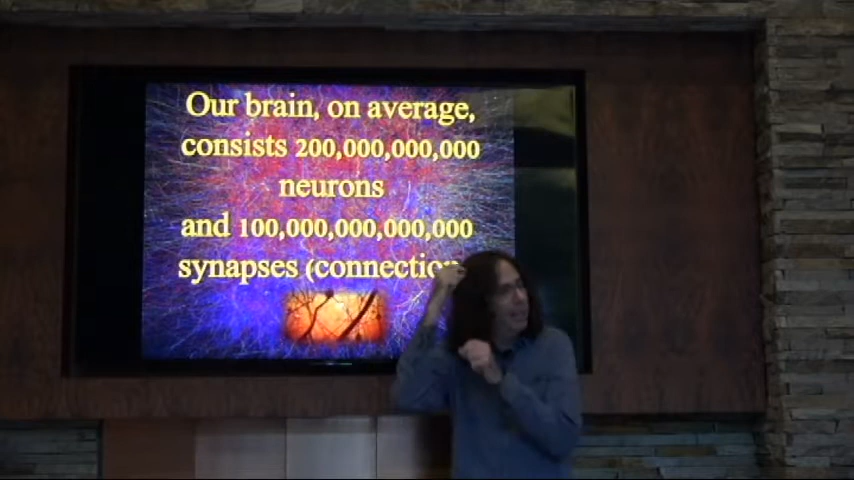 Our brain, on average,
consists 200,000,000,000
neurons
and 100,000,000,000,000
synapses